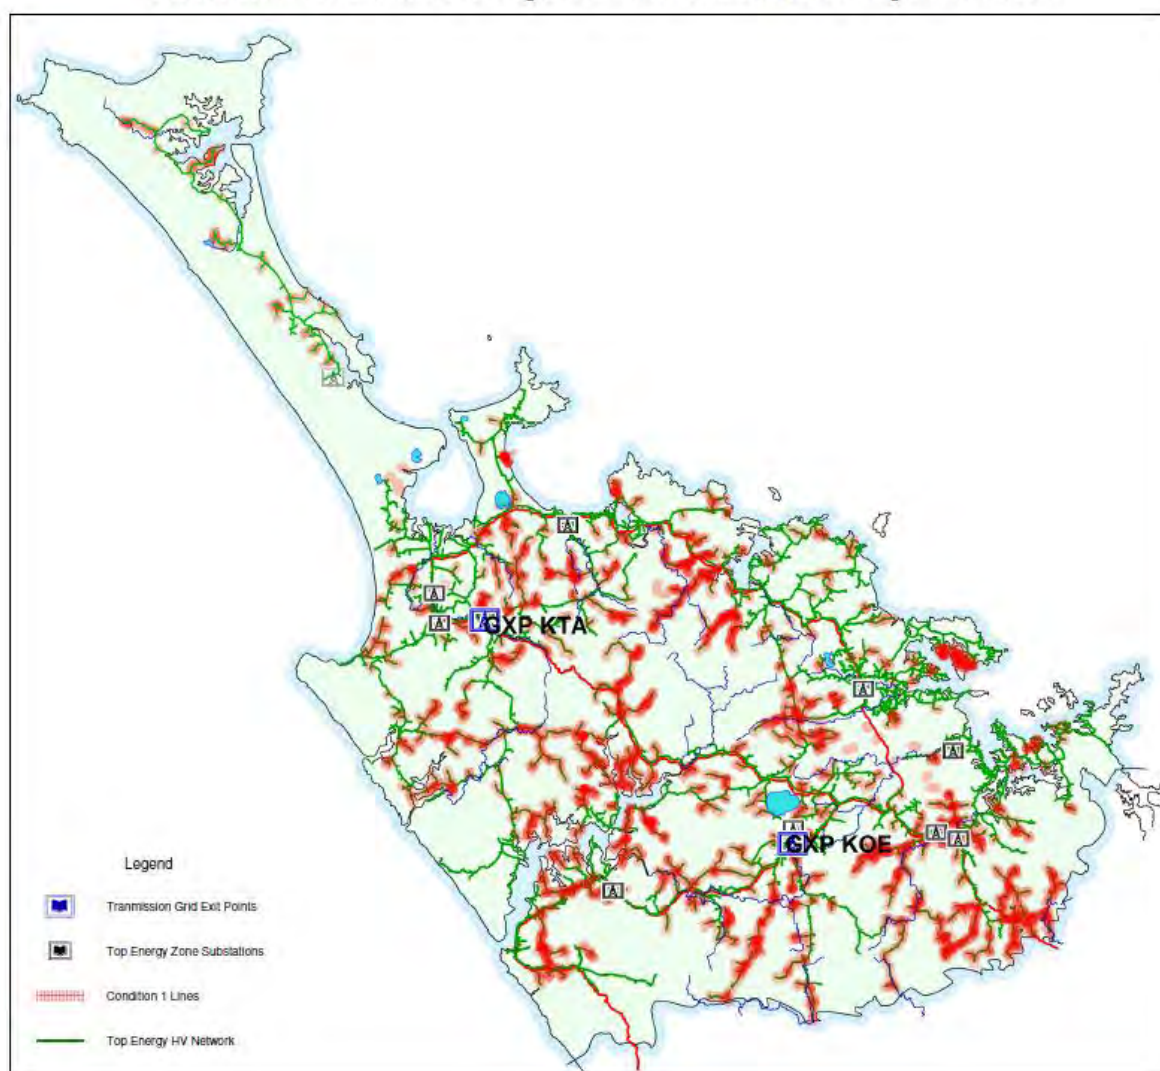 GXP KTA
GXP KOE
Legend
Tranmission Grid Exit Points
Top Energy Zone Substations
Condition 1 Lines
Top Energy HV Network